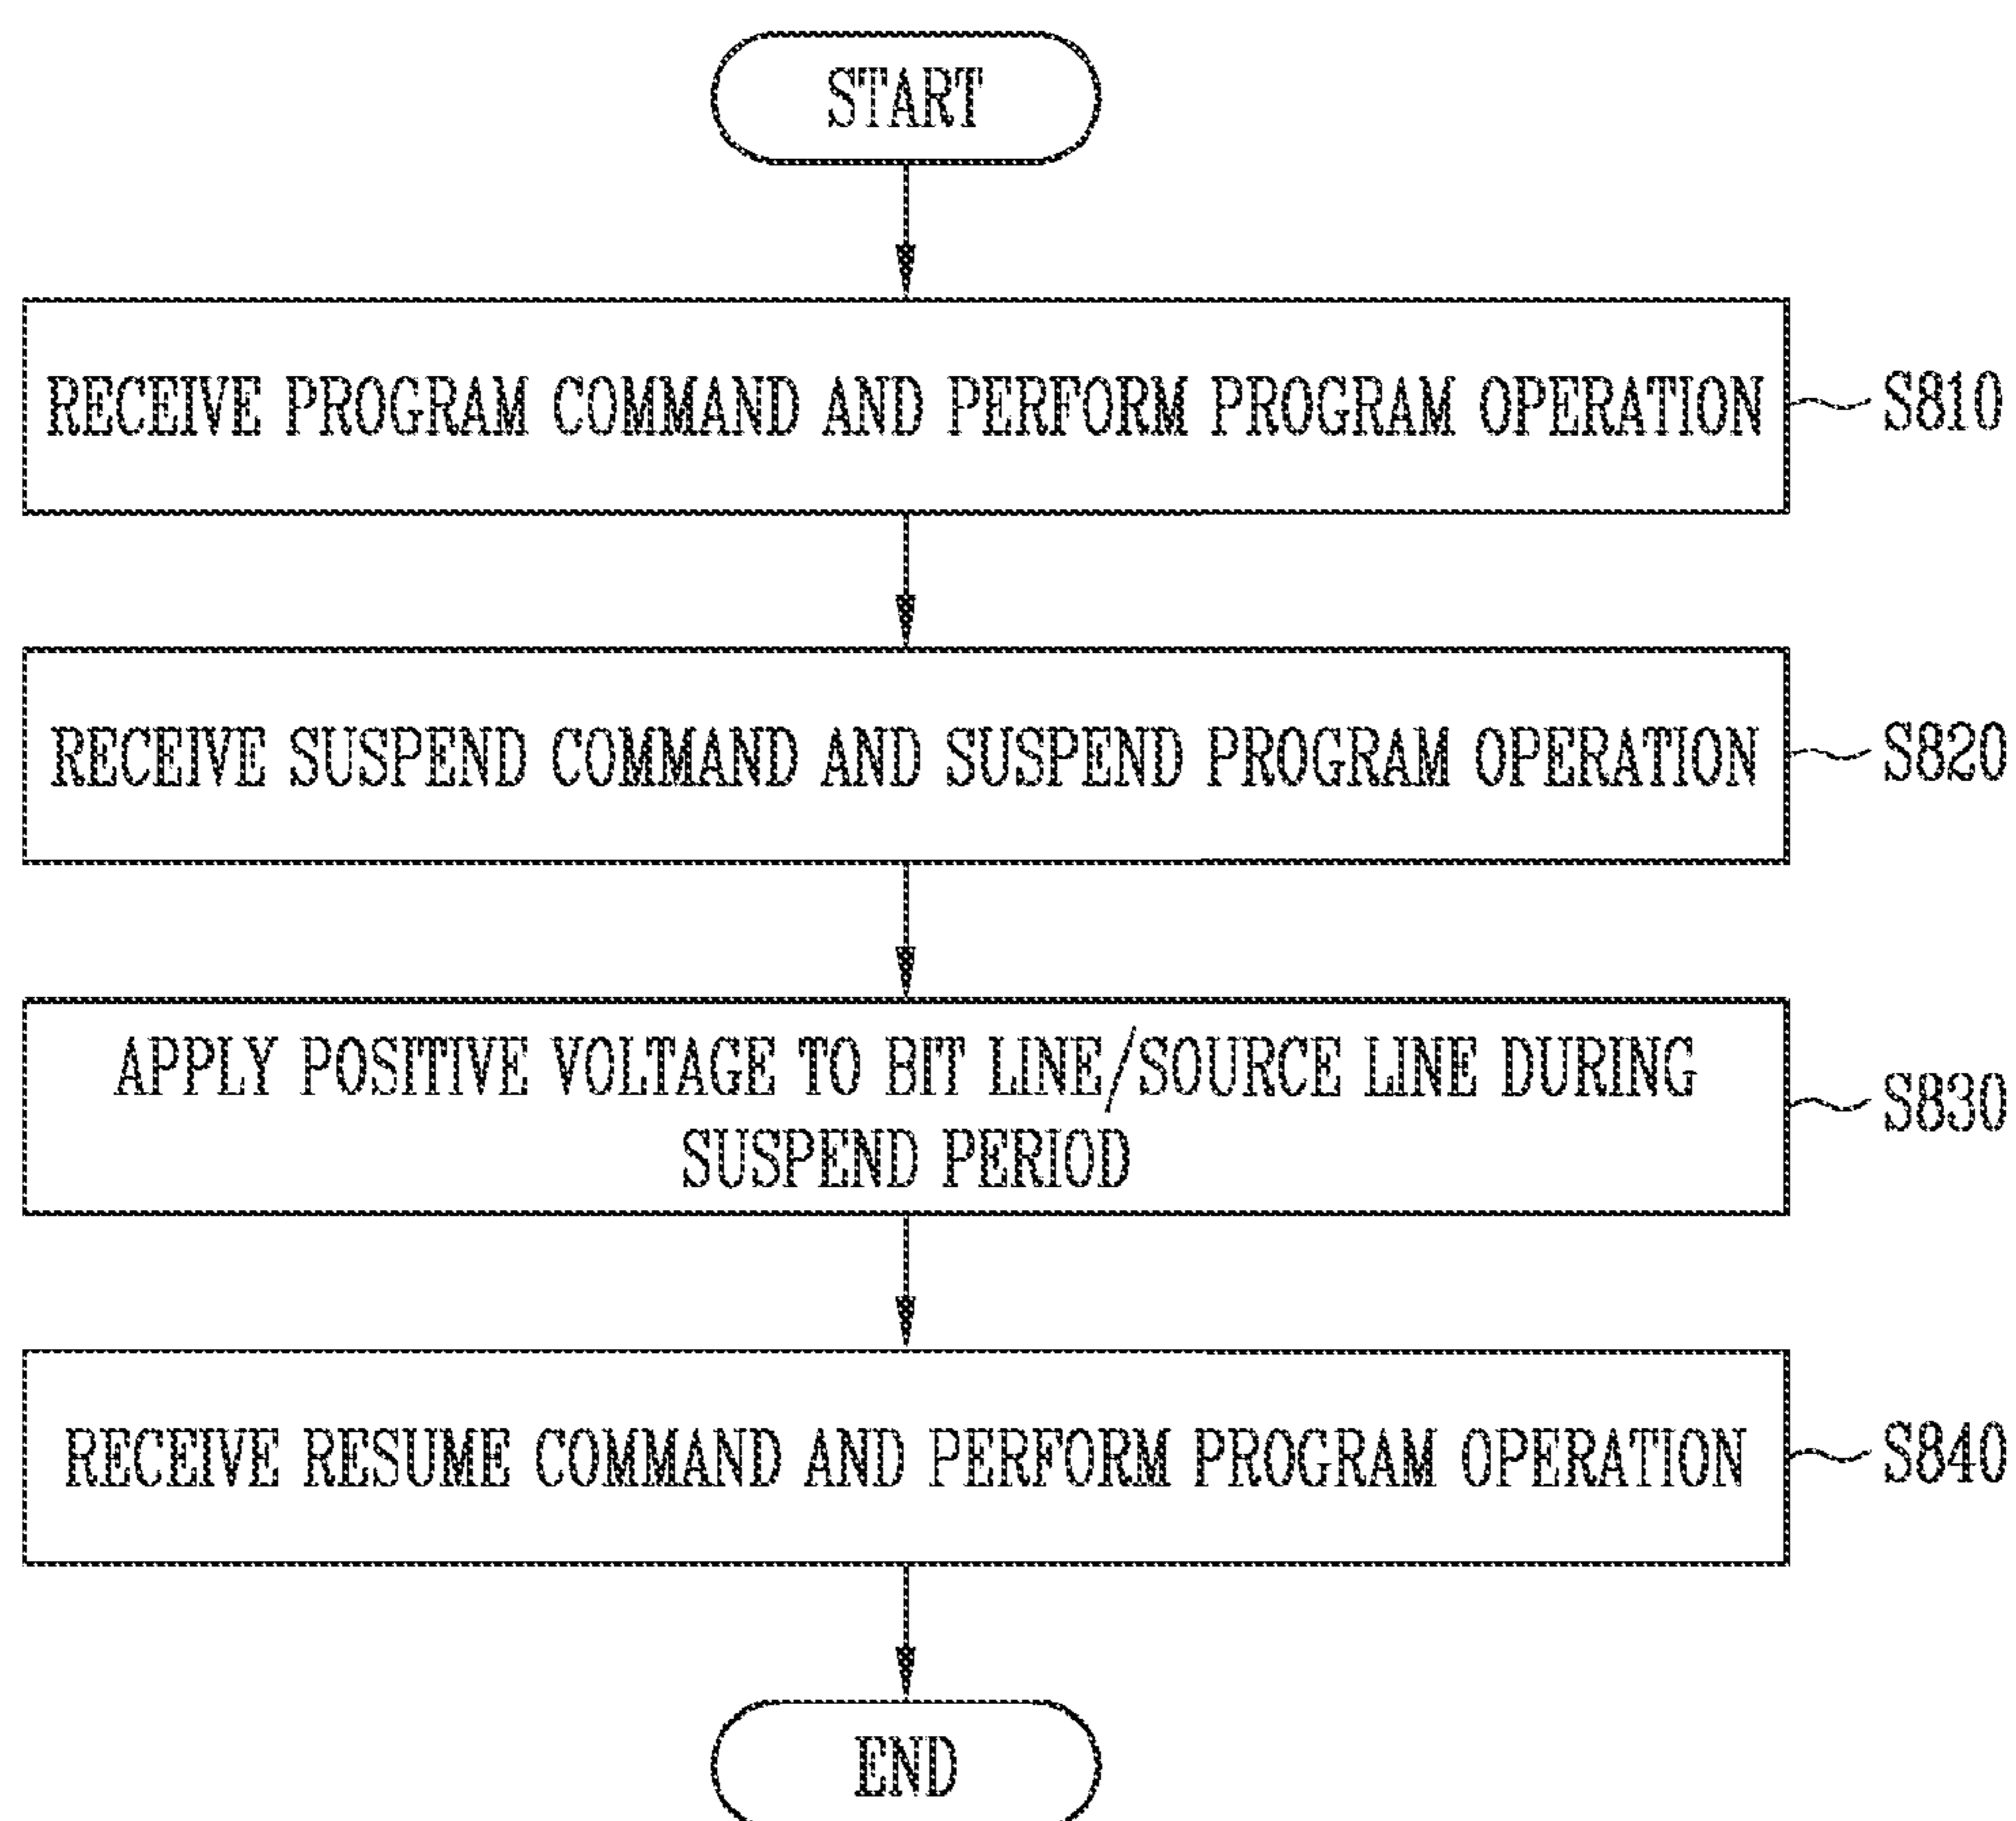 START
RECEIVE PROGRAM COMMAND AND PERFORM PROGRAM OPERATION
S810
RECEIVE SUSPEND COMMAND AND SUSPEND PROGRAM OPERATION
S820
APPLY POSITIVE VOLTAGE TO BIT LINE/SOURCE LINE DURING
SUSPEND PERIOD
S830
RECEIVE RESUME COMMAND AND PERFORM PROGRAM OPERATION
S840
END